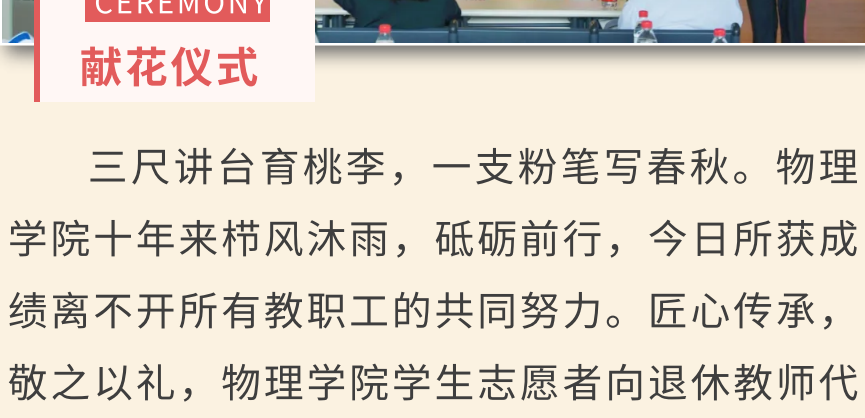 CEREMONY
献花仪式
三尺讲台育桃李，一支粉笔写春秋。物理
学院十年来栉风沐雨，砥砺前行，今日所获成
绩离不开所有教职工的共同努力。匠心传承，
敬之以礼，物理学院学生志愿者向退休教师代